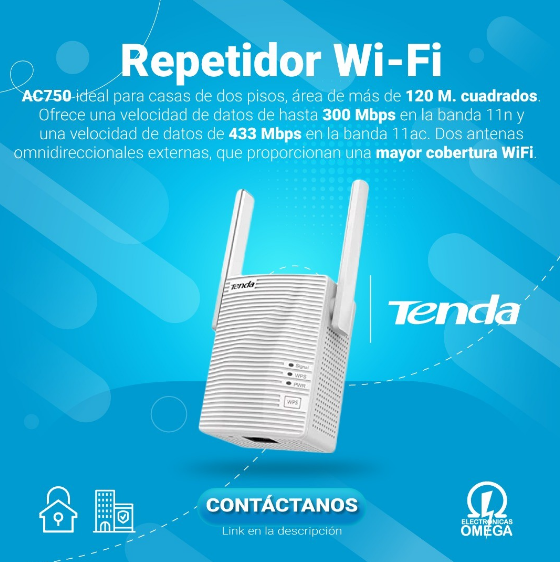 Repetidor Wi-Fi
AC750 ideal para casas de dos pisos, área de más de 120 M. cuadrados.
Ofrece una velocidad de datos de hasta 300 Mbps en la banda 11n y
una velocidad de datos de 433 Mbps en la banda 11ac. Dos antenas
omnidireccionales externas, que proporcionan una mayor cobertura WiFi.
Tenda
Tenda
Signal
WPS
PWR
WPS
CONTÁCTANOS
Link en la descripción
ELECTRÓNICAS
OMEGA